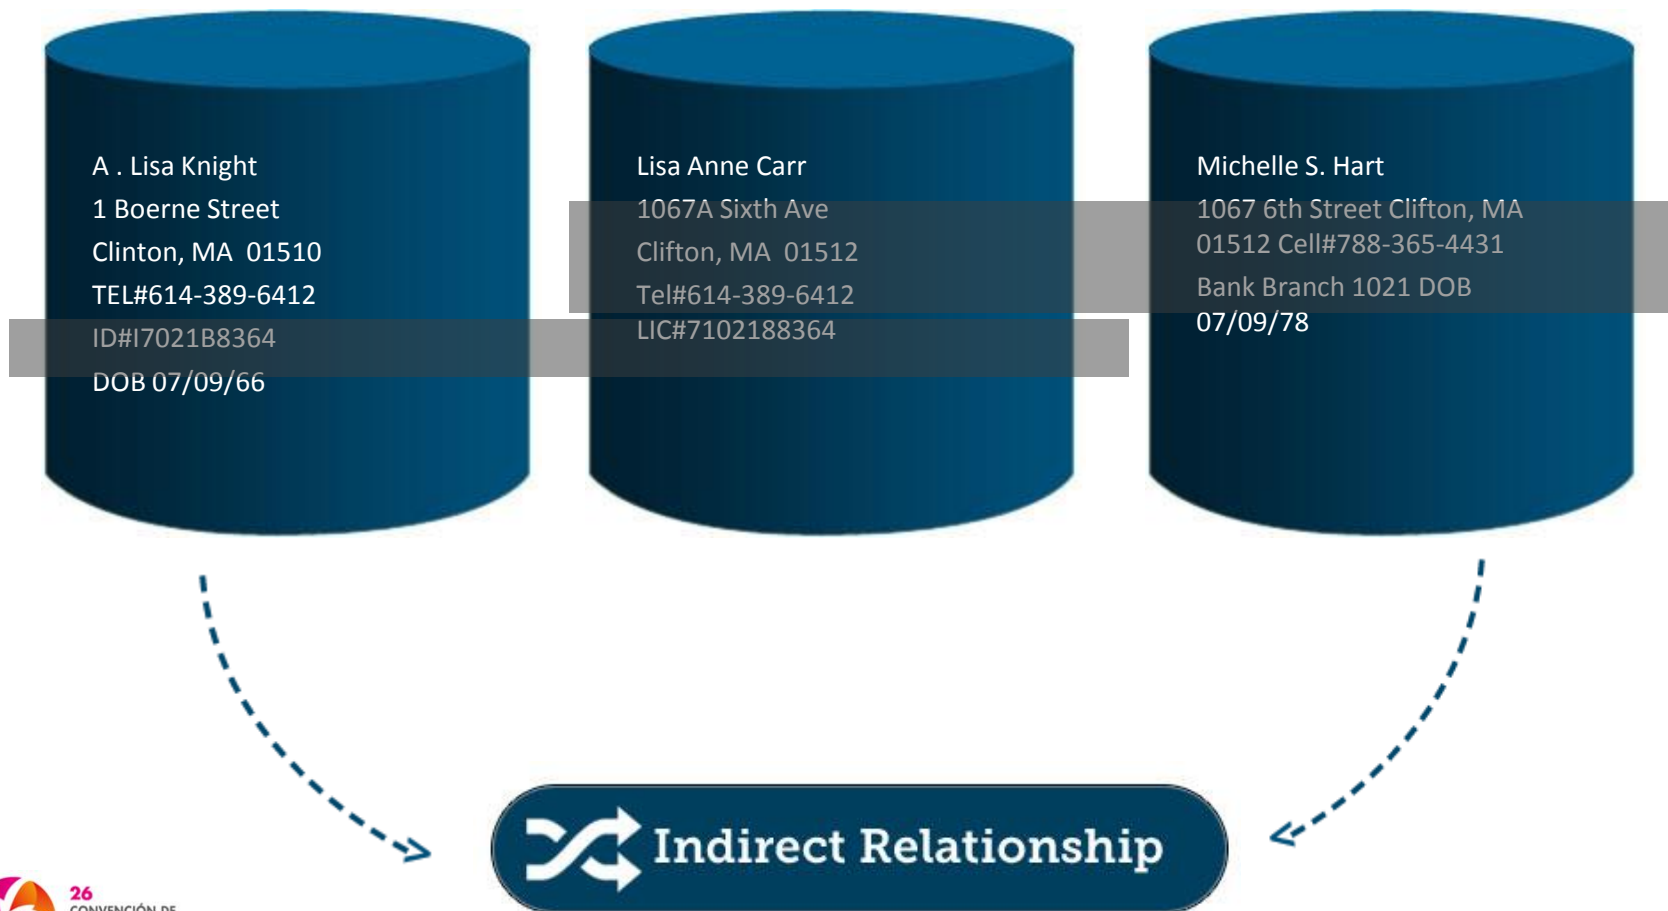 A . Lisa Knight
1 Boerne Street
Clinton, MA 01510
TEL#614-389-6412
ID#I7021B8364
DOB 07/09/66
Lisa Anne Carr
1067A Sixth Ave
Clifton, MA 01512
Tel#614-389-6412
LIC#7102188364
Michelle S. Hart
1067 6th Street Clifton, MA
01512 Cell#788-365-4431
Bank Branch 1021 DOB
07/09/78
Indirect Relationship
26
CONVENCIÓN DE